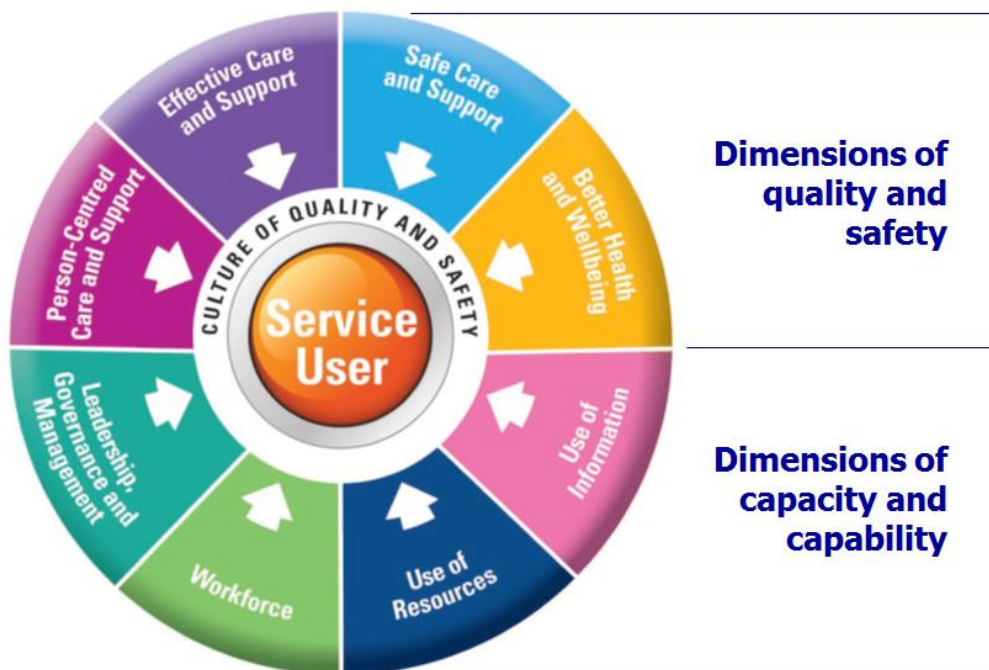 Effective Care
and Support
Safe Care
and Support
Better Health
and Wellbeing
Use of
Information
Use of
Resources
Workforce
Leadership,
Governance and
Management
Person-Centred
Care and Support
CULTURE OF QUALITY AND SAFETY
Service
User
Dimensions of
quality and
safety
Dimensions of
capacity and
capability